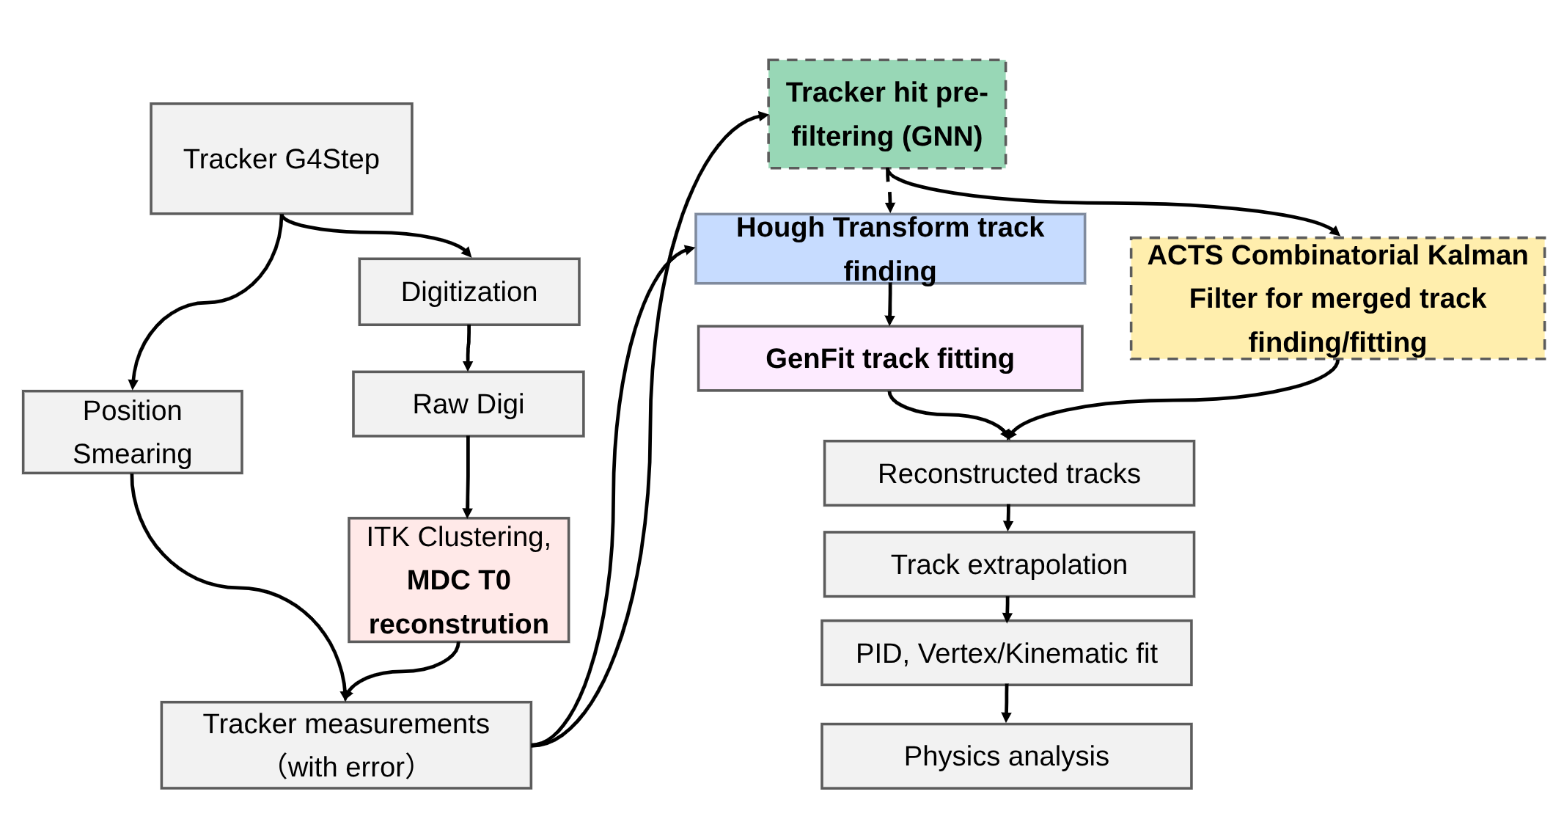 Tracker G4Step
Digitization
Raw Digi
Position
Smearing
ITK Clustering,
MDC T0
reconstrution
Tracker measurements
（with error）
Tracker hit pre-
filtering (GNN)
Hough Transform track
finding
GenFit track fitting
ACTS Combinatorial Kalman
Filter for merged track
finding/fitting
Reconstructed tracks
Track extrapolation
PID, Vertex/Kinematic fit
Physics analysis